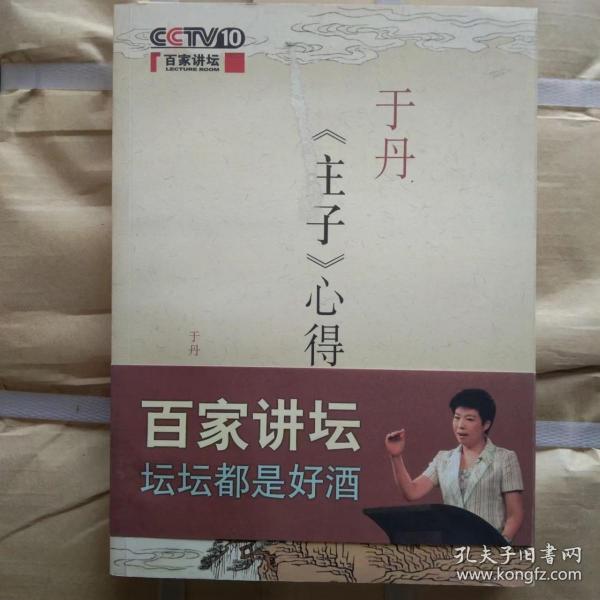 CCTV10
百家讲坛
LECTURE ROOM
于丹
《主子》心得
于丹
百家讲坛
坛坛都是好酒
孔夫子旧书网
www.kongfz.com